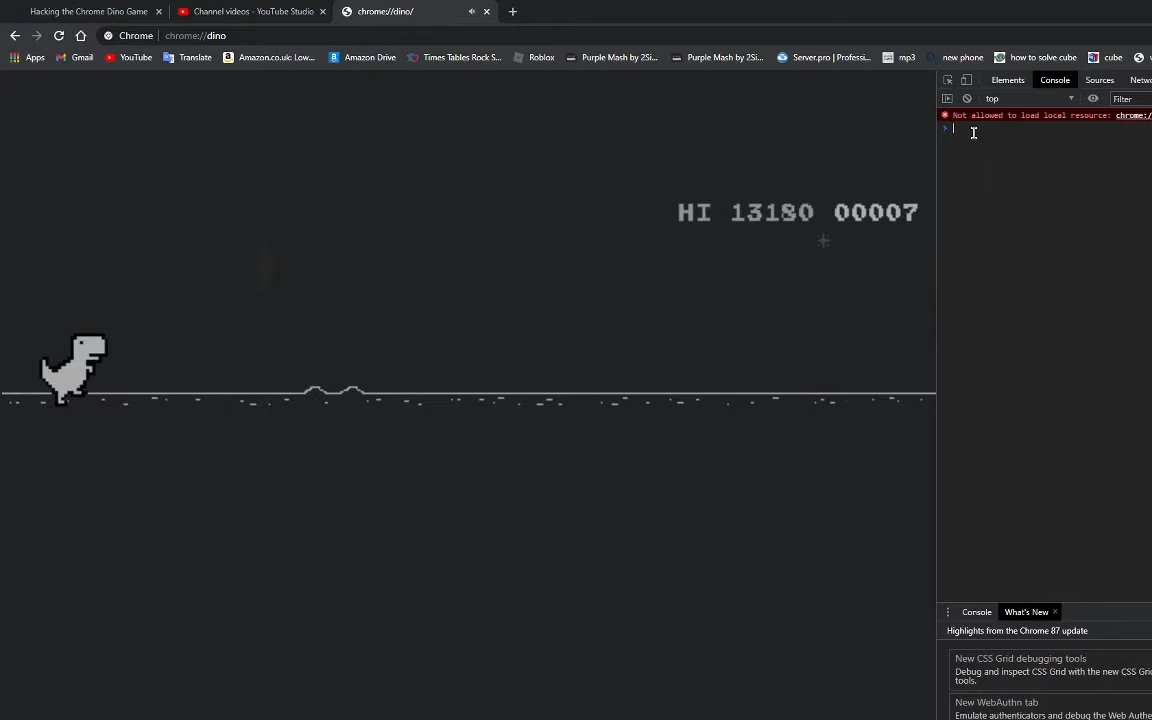 Hacking the Chrome Dino Game
Channel videos - YouTube Studio
chrome://dino/
Chrome chrome://dino
Apps Gmail YouTube Translate Amazon.co.uk: Low... Amazon Drive Times Tables Rock S... Roblox Purple Mash by 2Si... Purple Mash by 2Si... Server.pro | Professi... mp3 new phone how to solve cube cube
Elements Console Sources Netwo
top Filter
Not allowed to load local resource: chrome:/
HI 13180 00007
Console What's New
Highlights from the Chrome 87 update
New CSS Grid debugging tools
Debug and inspect CSS Grid with the new CSS Grid
tools.
New WebAuthn tab
Emulate authenticators and debug the Web Authe